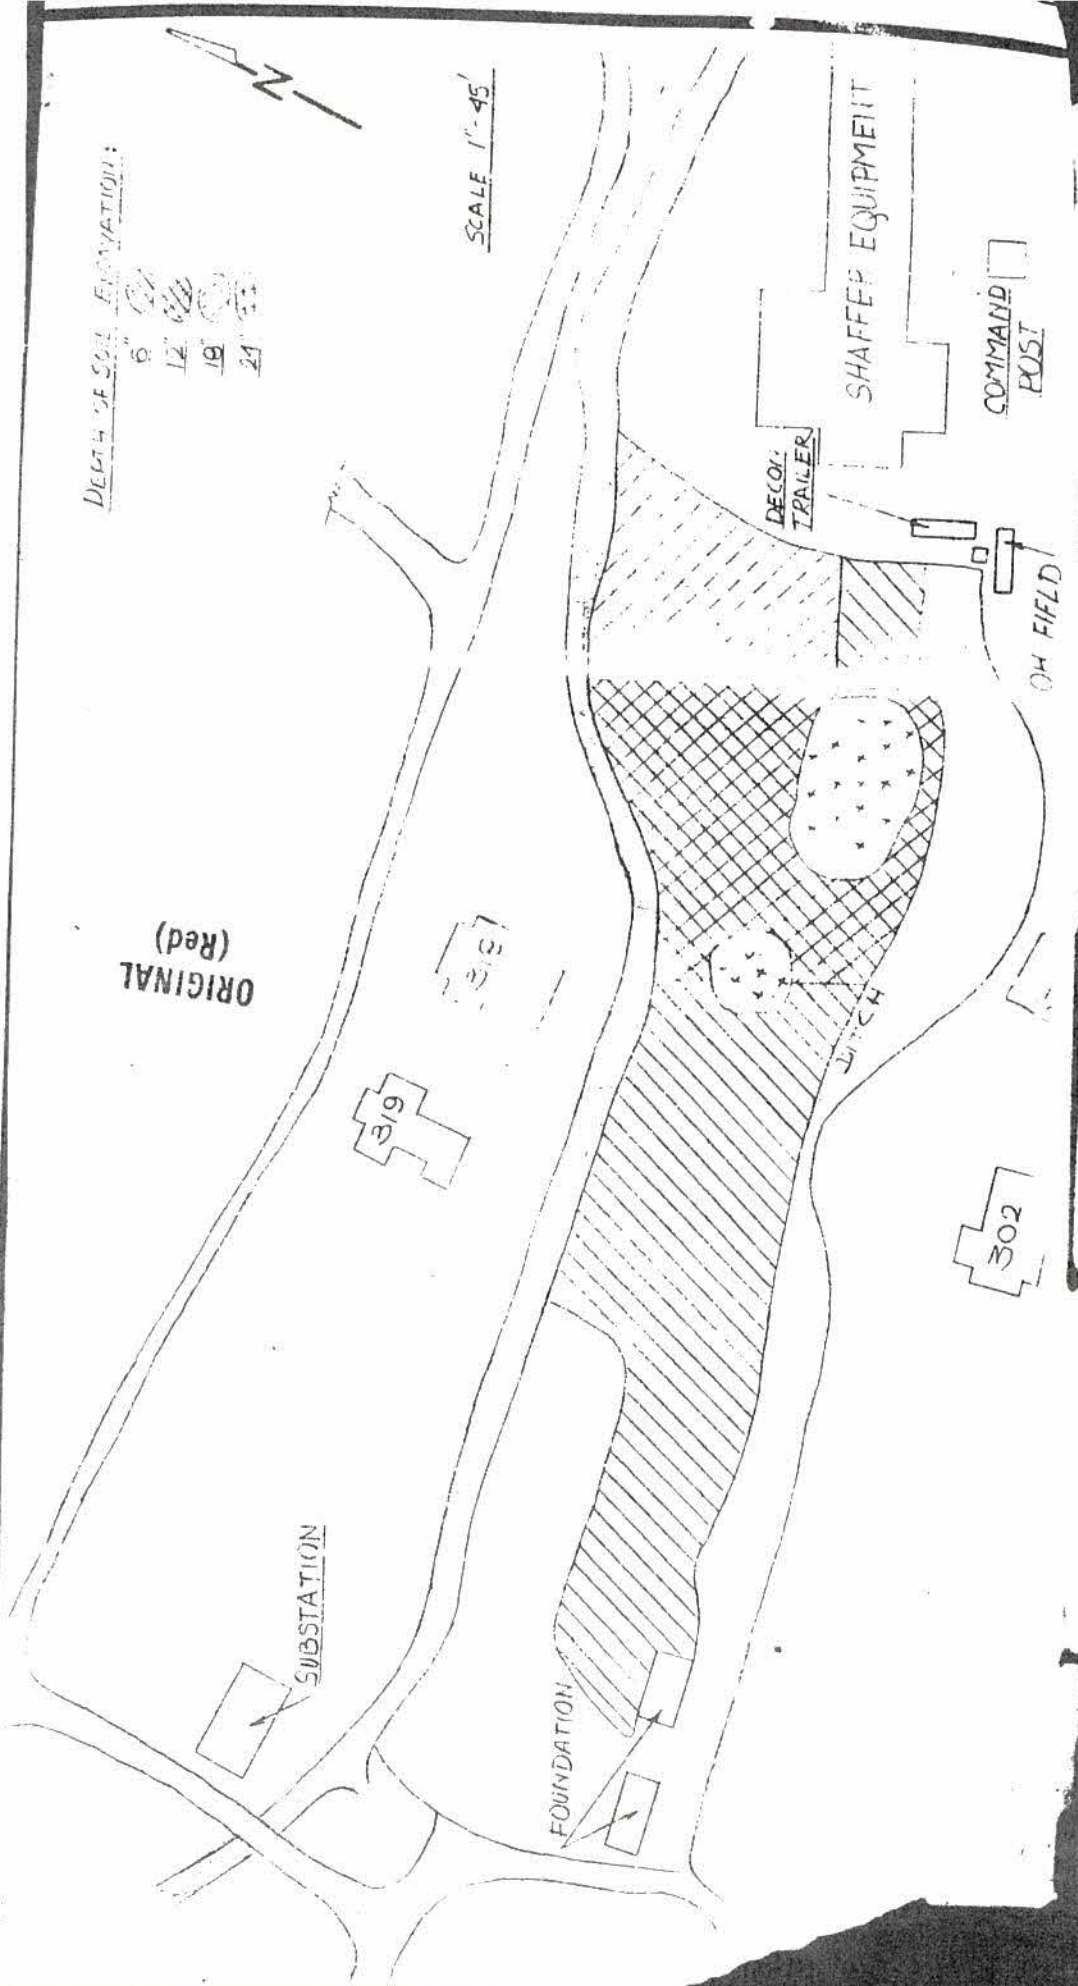 DEPTH OF SOIL EXCAVATION:
6"
12"
18"
24"
N
SCALE 1"-45'
SHAFFER EQUIPMENT
COMMAND
POST
DECON
TRAILER
OH FIELD
ORIGINAL
(Red)
318
319
302
DITCH
SUBSTATION
FOUNDATION